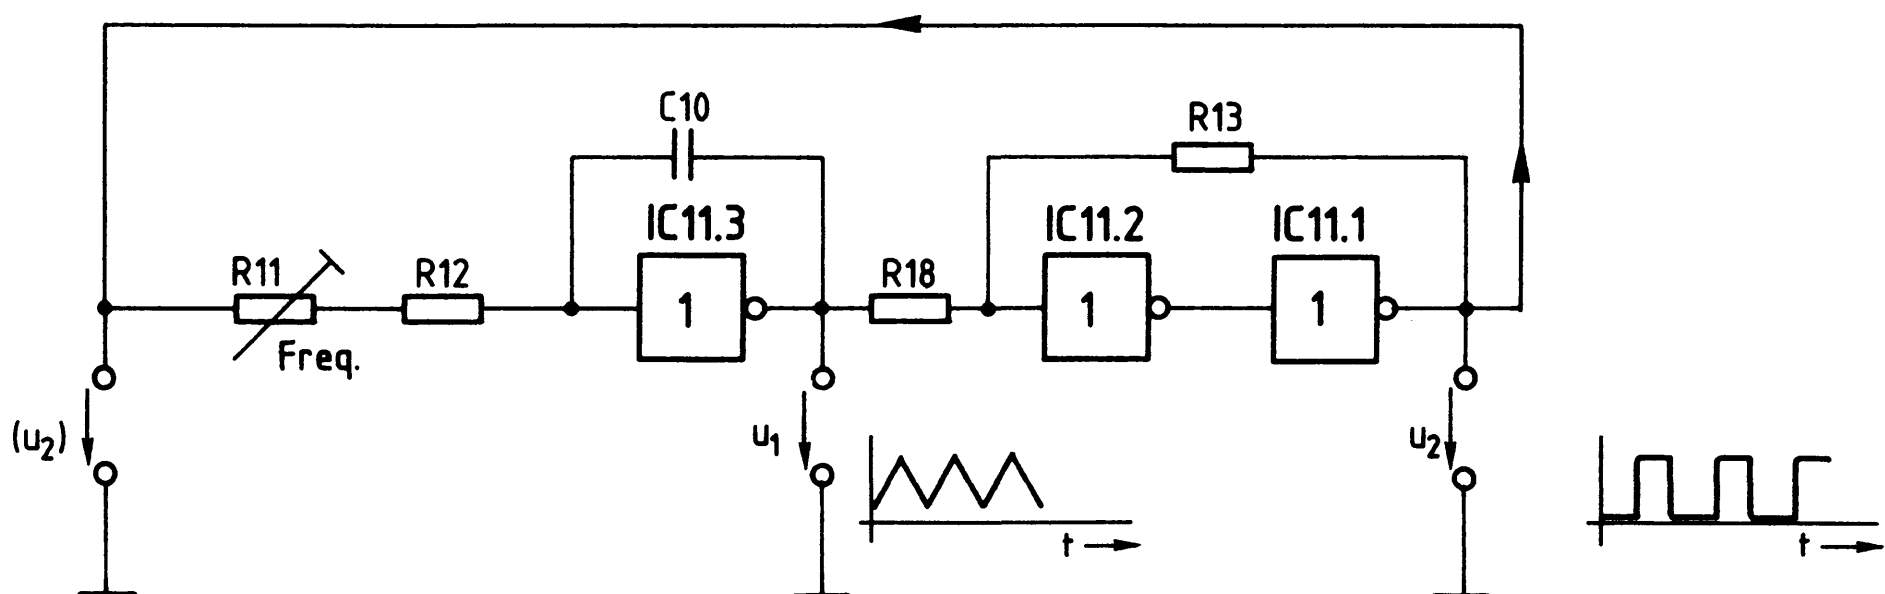 C10
R13
IC11.3
IC11.2
IC11.1
R11
R12
R18
1
1
1
Freq.
(u2)
u1
u2
t
t